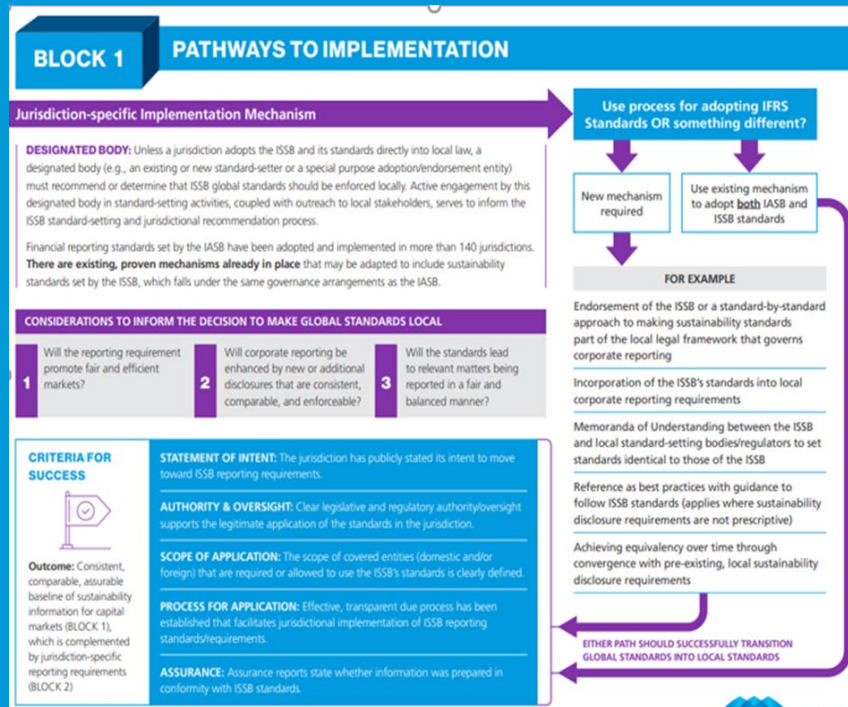 BLOCK 1
PATHWAYS TO IMPLEMENTATION
Jurisdiction-specific Implementation Mechanism
DESIGNATED BODY: Unless a jurisdiction adopts the ISSB and its standards directly into local law, a
designated body (e.g., an existing or new standard-setter or a special purpose adoption/endorsement entity)
must recommend or determine that ISSB global standards should be enforced locally. Active engagement by this
designated body in standard-setting activities, coupled with outreach to local stakeholders, serves to inform the
ISSB standard-setting and jurisdictional recommendation process.
Financial reporting standards set by the IASB have been adopted and implemented in more than 140 jurisdictions.
There are existing, proven mechanisms already in place that may be adapted to include sustainability
standards set by the ISSB, which falls under the same governance arrangements as the IASB.
CONSIDERATIONS TO INFORM THE DECISION TO MAKE GLOBAL STANDARDS LOCAL
1
Will the reporting requirement
promote fair and efficient
markets?
2
Will corporate reporting be
enhanced by new or additional
disclosures that are consistent,
comparable, and enforceable?
3
Will the standards lead
to relevant matters being
reported in a fair and
balanced manner?
CRITERIA FOR
SUCCESS
Outcome: Consistent,
comparable, assurable
baseline of sustainability
information for capital
markets (BLOCK 1),
which is complemented
by jurisdiction-specific
reporting requirements
(BLOCK 2)
STATEMENT OF INTENT: The jurisdiction has publicly stated its intent to move
toward ISSB reporting requirements.
AUTHORITY & OVERSIGHT: Clear legislative and regulatory authority/oversight
supports the legitimate application of the standards in the jurisdiction.
SCOPE OF APPLICATION: The scope of covered entities (domestic and/or
foreign) that are required or allowed to use the ISSB's standards is clearly defined.
PROCESS FOR APPLICATION: Effective, transparent due process has been
established that facilitates jurisdictional implementation of ISSB reporting
standards/requirements.
ASSURANCE: Assurance reports state whether information was prepared in
conformity with ISSB standards.
Use process for adopting IFRS
Standards OR something different?
New mechanism
required
Use existing mechanism
to adopt both IASB and
ISSB standards
FOR EXAMPLE
Endorsement of the ISSB or a standard-by-standard
approach to making sustainability standards
part of the local legal framework that governs
corporate reporting
Incorporation of the ISSB's standards into local
corporate reporting requirements
Memoranda of Understanding between the ISSB
and local standard-setting bodies/regulators to set
standards identical to those of the ISSB
Reference as best practices with guidance to
follow ISSB standards (applies where sustainability
disclosure requirements are not prescriptive)
Achieving equivalency over time through
convergence with pre-existing, local sustainability
disclosure requirements
EITHER PATH SHOULD SUCCESSFULLY TRANSITION
GLOBAL STANDARDS INTO LOCAL STANDARDS